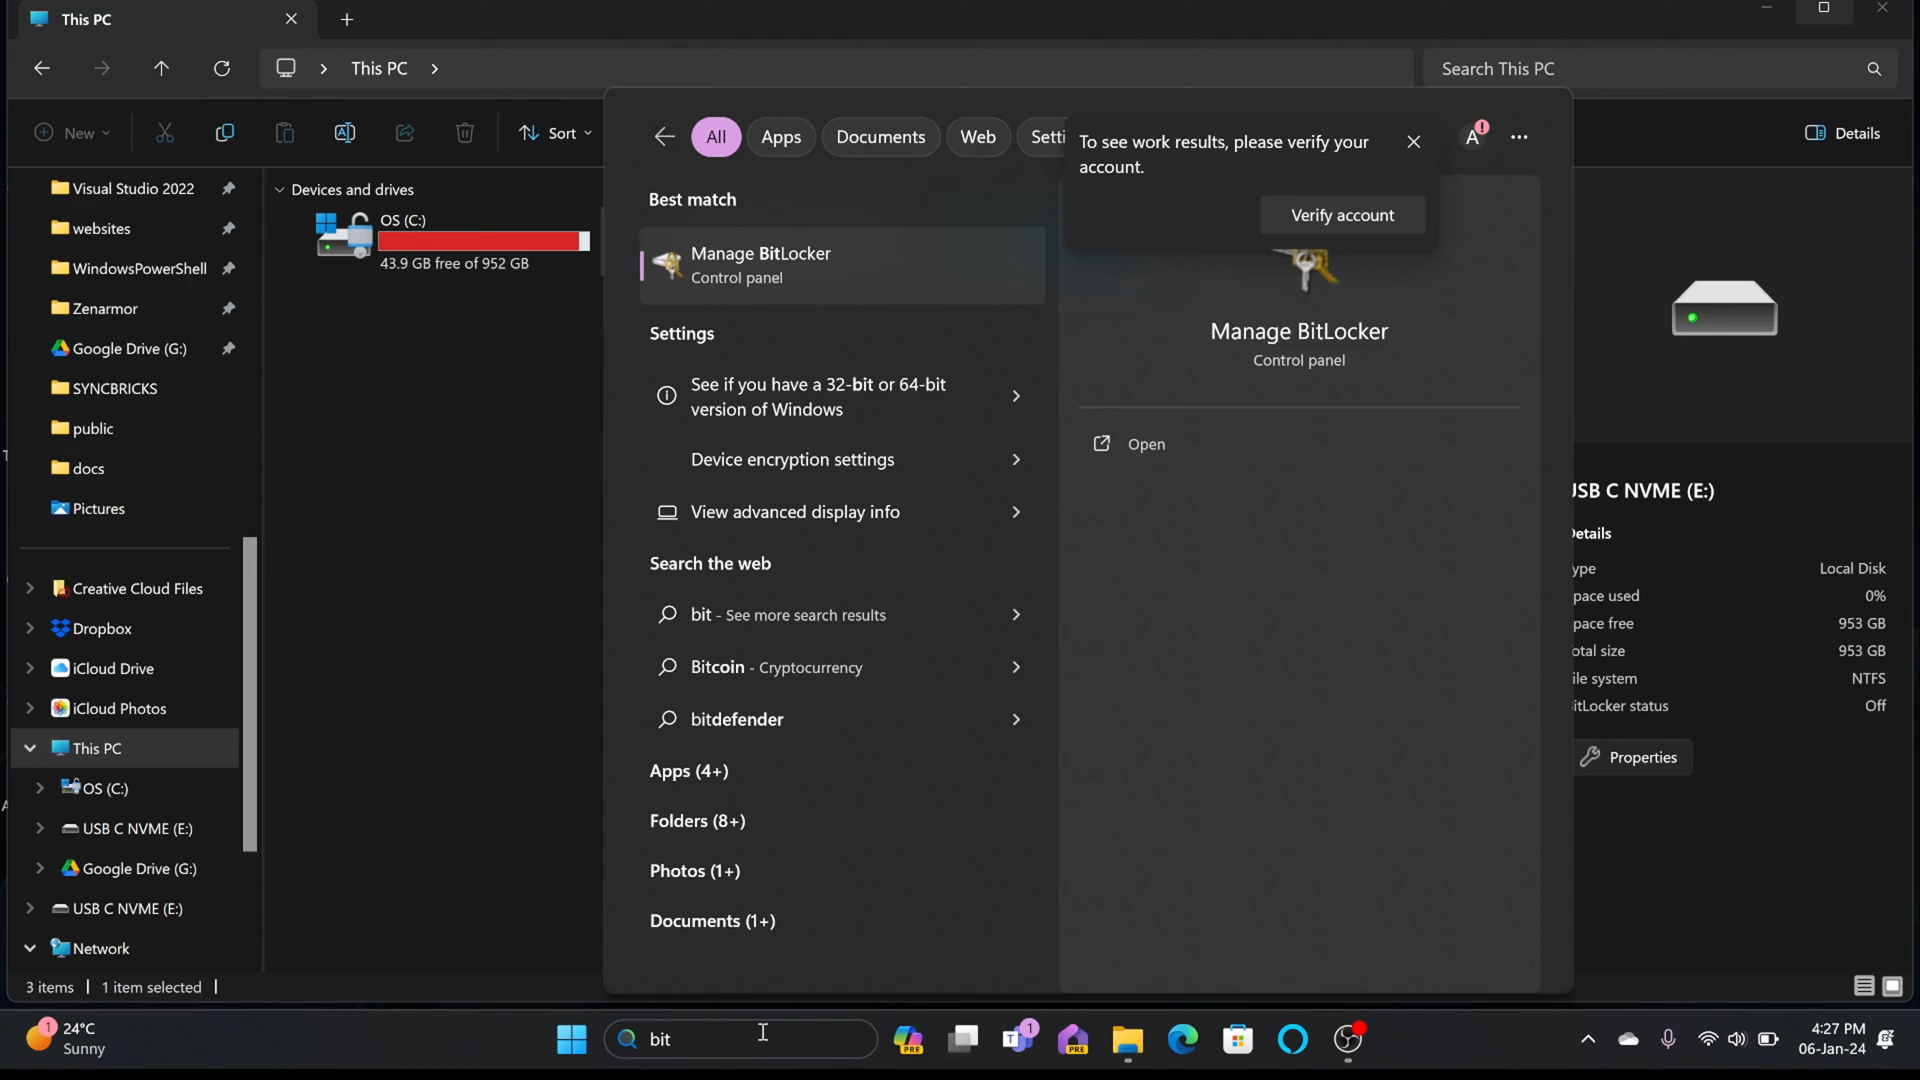 This PC
This PC
Search This PC
New
Sort
Details
Visual Studio 2022
websites
WindowsPowerShell
Zenarmor
Google Drive (G:)
SYNCBRICKS
public
docs
Pictures
Creative Cloud Files
Dropbox
iCloud Drive
iCloud Photos
This PC
OS (C:)
USB C NVME (E:)
Google Drive (G:)
USB C NVME (E:)
Network
3 items
1 item selected
Devices and drives
OS (C:)
43.9 GB free of 952 GB
All
Apps
Documents
Web
Setti
To see work results, please verify your
account.
Verify account
A
!
Best match
Manage BitLocker
Control panel
Settings
See if you have a 32-bit or 64-bit
version of Windows
Device encryption settings
View advanced display info
Search the web
bit - See more search results
Bitcoin - Cryptocurrency
bitdefender
Apps (4+)
Folders (8+)
Photos (1+)
Documents (1+)
Manage BitLocker
Control panel
Open
JSB C NVME (E:)
Details
ype Local Disk
pace used 0%
pace free 953 GB
otal size 953 GB
ile system NTFS
itLocker status Off
Properties
1
24°C
Sunny
bit
PRE
T
1
PRE
4:27 PM
06-Jan-24